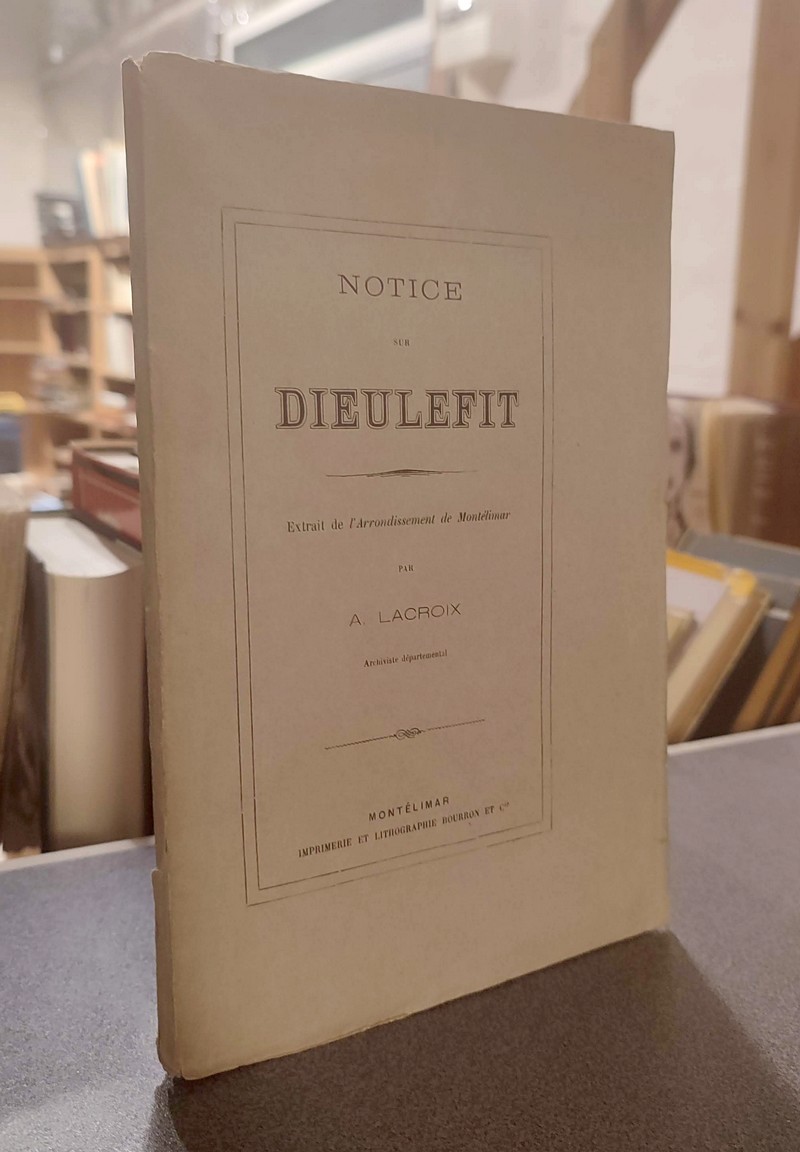 NOTICE
SUR
DIEULEFIT
Extrait de l'Arrondissement de Montélimar
PAR
A. LACROIX
Archiviste départemental
MONTÉLIMAR
IMPRIMERIE ET LITHOGRAPHIE BOURRON ET Cie